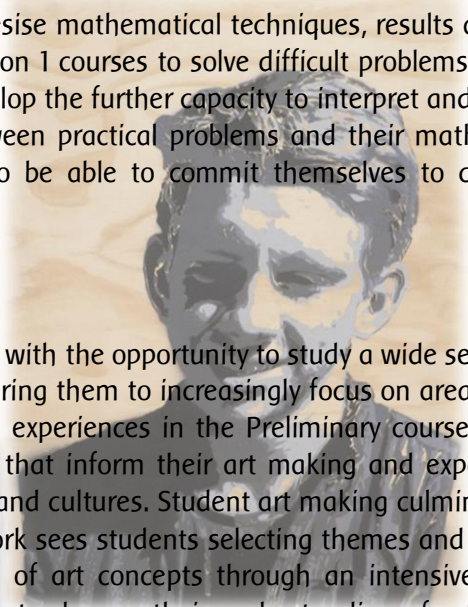 esise mathematical techniques, results
on 1 courses to solve difficult problems
lop the further capacity to interpret and
ween practical problems and their math
o be able to commit themselves to c
with the opportunity to study a wide se
ring them to increasingly focus on area
experiences in the Preliminary course
that inform their art making and exp
and cultures. Student art making culmin
ork sees students selecting themes and
of art concepts through an intensive